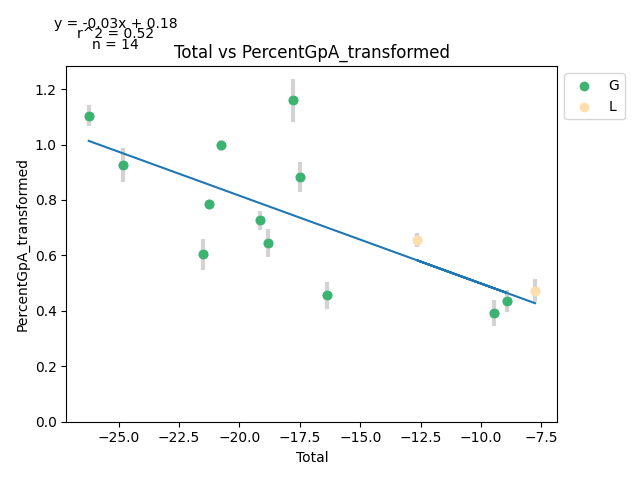 y = -0.03x + 0.18
r^2 = 0.52
n = 14
Total vs PercentGpA_transformed
G
L
PercentGpA_transformed
1.2
1.0
0.8
0.6
0.4
0.2
0.0
−25.0 −22.5 −20.0 −17.5 −15.0 −12.5 −10.0 −7.5
Total